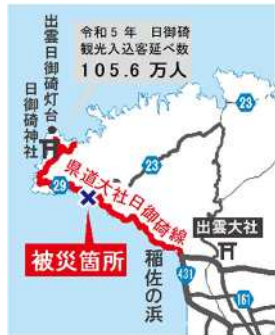 令和5年 日御碕
観光入込客延べ数
105.6 万人
出雲日御碕灯台
日御碕神社
23
23
29
県道大社日御碕線
出雲大社
被災箇所
稲佐の浜
431
161